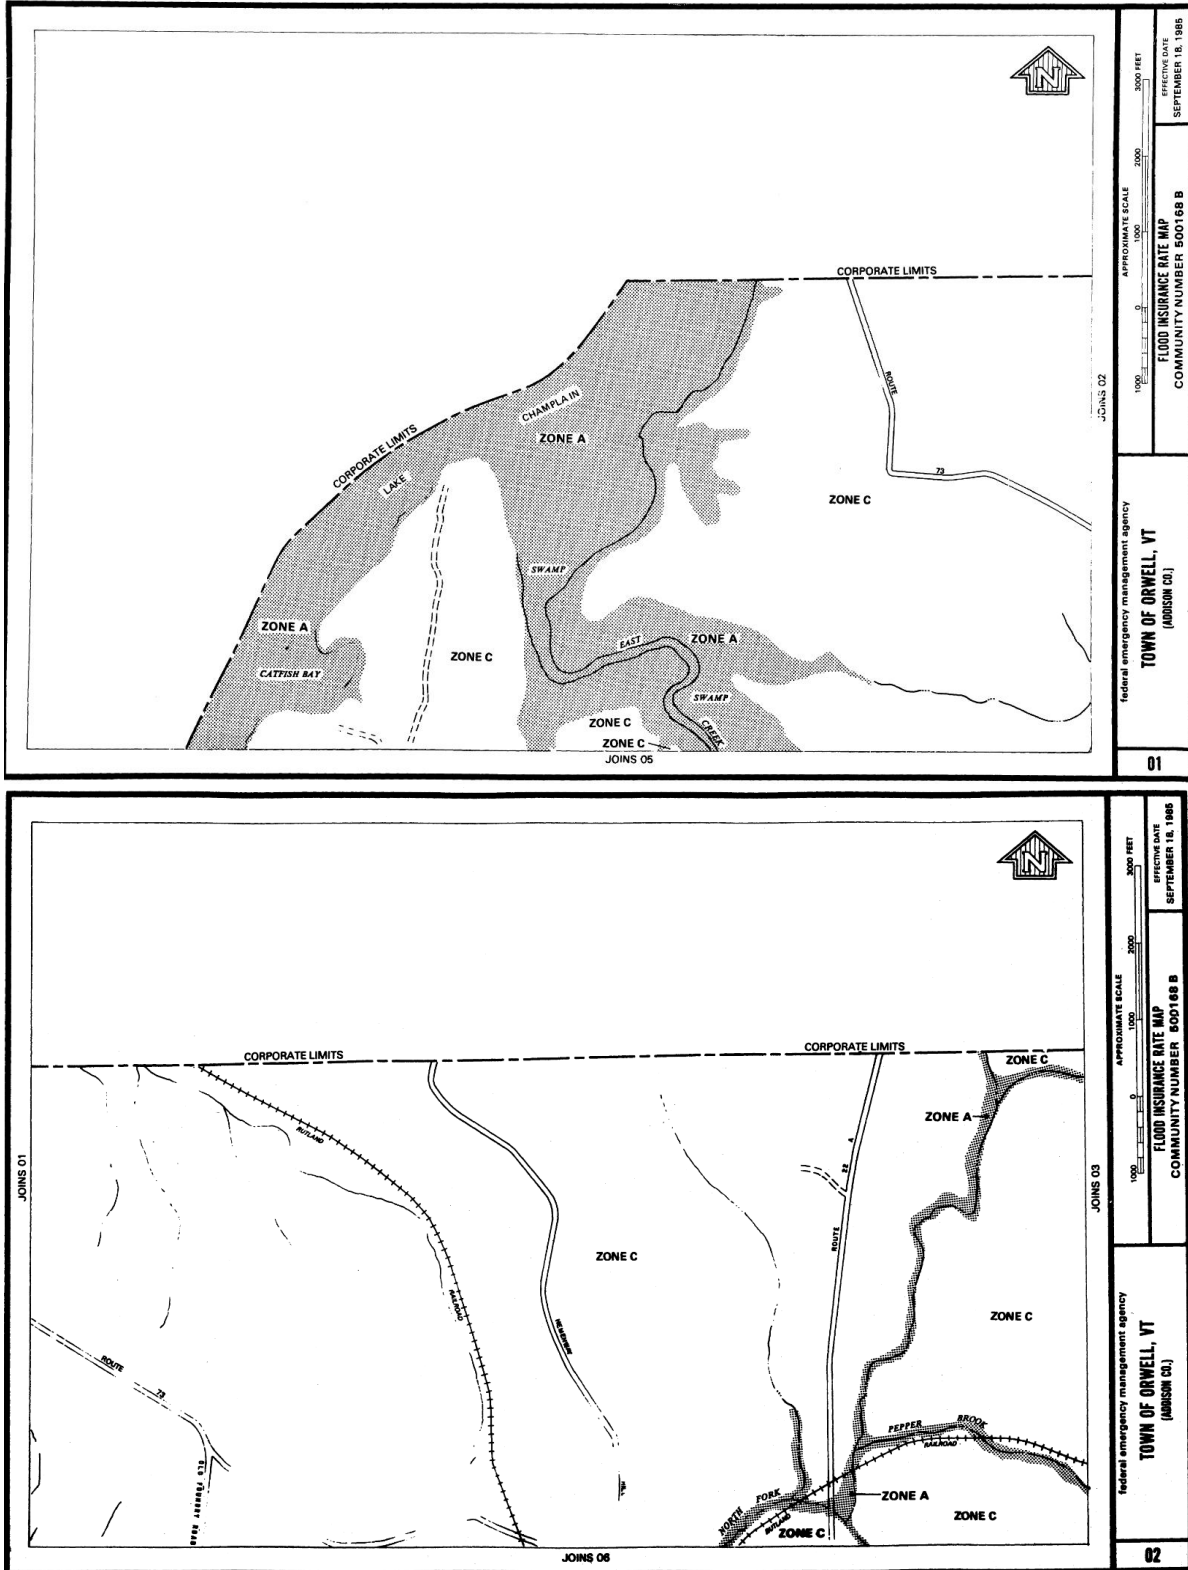 N
CORPORATE LIMITS
CHAMPLAIN
ZONE A
CORPORATE LIMITS
LAKE
ROUTE
73
ZONE C
SWAMP
ZONE A
EAST
ZONE A
ZONE C
CATFISH BAY
SWAMP
ZONE C
CREEK
ZONE C
JOINS 05
JOINS 02
APPROXIMATE SCALE
1000 0 1000 2000 3000 FEET
EFFECTIVE DATE
SEPTEMBER 18, 1985
FLOOD INSURANCE RATE MAP
COMMUNITY NUMBER 500168 B
federal emergency management agency
TOWN OF ORWELL, VT
(ADDISON CO.)
01
N
CORPORATE LIMITS
CORPORATE LIMITS
ZONE C
ZONE A
RUTLAND
22 A
JOINS 01
ROUTE
ZONE C
RAILROAD
ZONE C
ROUTE
73
PEPPER BROOK
RAILROAD
OLD FOUNDRY ROAD
HILL
NORTH FORK
ZONE A
RUTLAND
ZONE C
ZONE C
JOINS 06
JOINS 03
APPROXIMATE SCALE
1000 0 1000 2000 3000 FEET
EFFECTIVE DATE
SEPTEMBER 18, 1985
FLOOD INSURANCE RATE MAP
COMMUNITY NUMBER 500168 B
federal emergency management agency
TOWN OF ORWELL, VT
(ADDISON CO.)
02